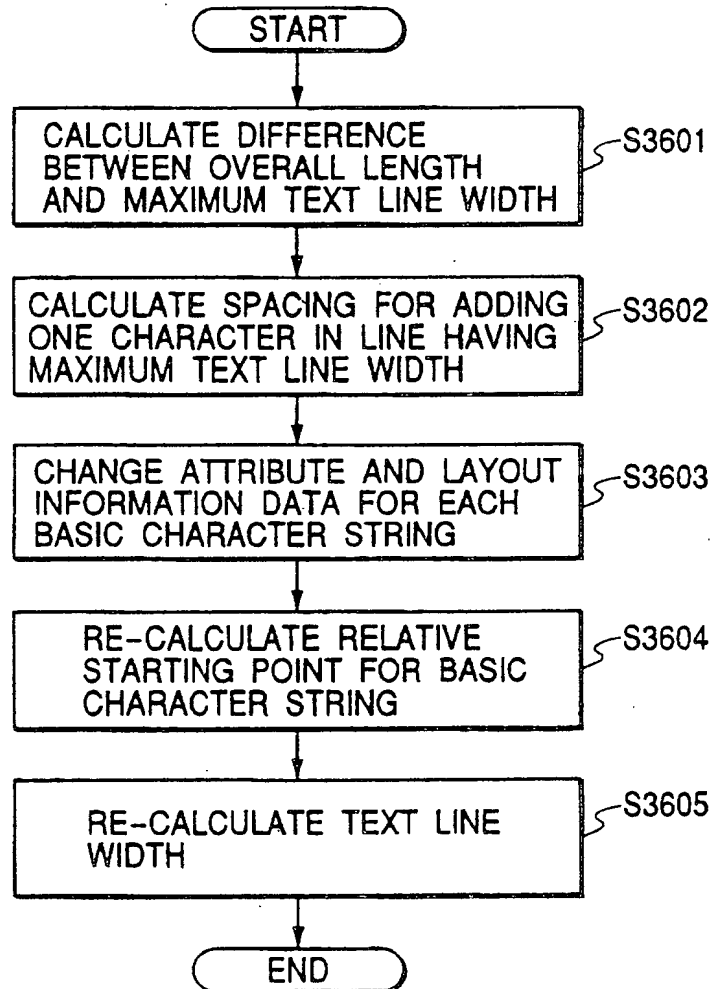 START
CALCULATE DIFFERENCE
BETWEEN OVERALL LENGTH
AND MAXIMUM TEXT LINE WIDTH
S3601
CALCULATE SPACING FOR ADDING
ONE CHARACTER IN LINE HAVING
MAXIMUM TEXT LINE WIDTH
S3602
CHANGE ATTRIBUTE AND LAYOUT
INFORMATION DATA FOR EACH
BASIC CHARACTER STRING
S3603
RE-CALCULATE RELATIVE
STARTING POINT FOR BASIC
CHARACTER STRING
S3604
RE-CALCULATE TEXT LINE
WIDTH
S3605
END